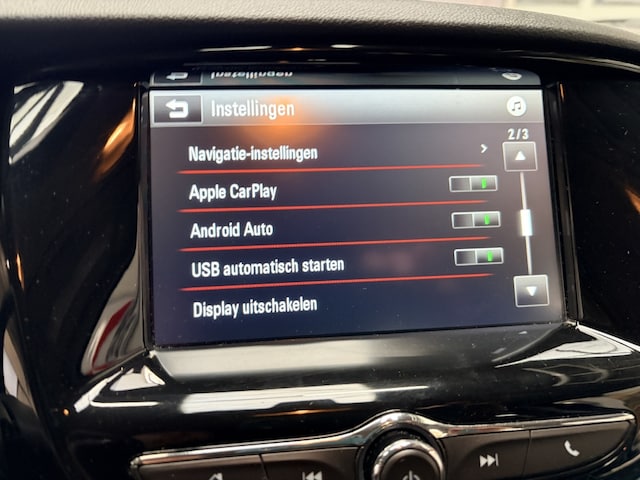 Instellingen
2/3
Navigatie-instellingen
Apple CarPlay
Android Auto
USB automatisch starten
Display uitschakelen